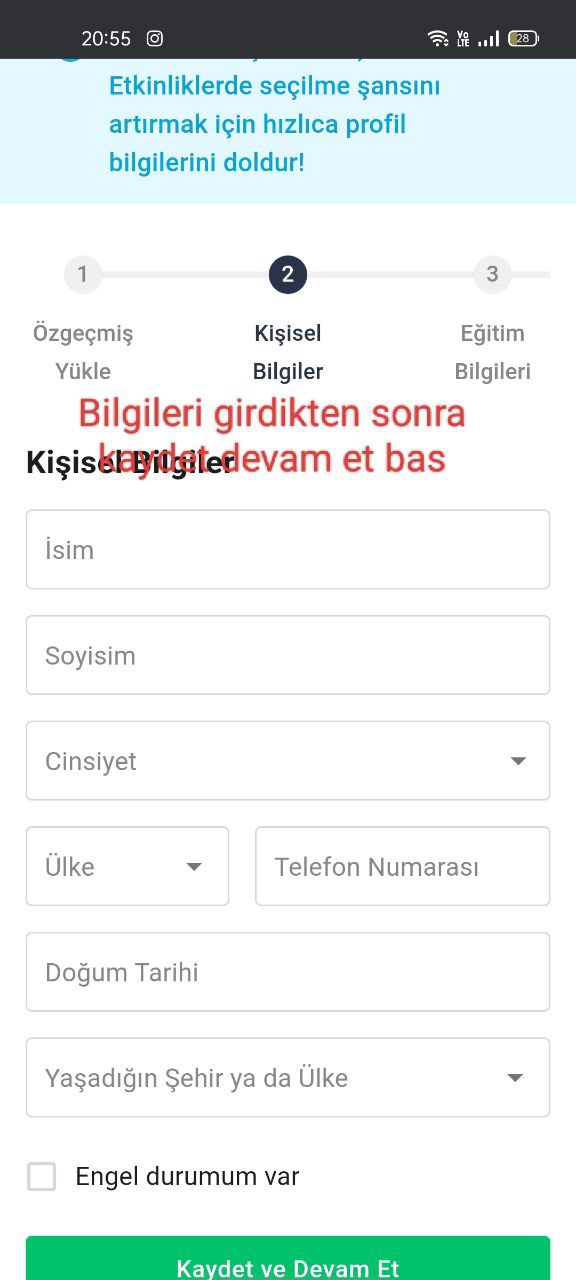 20:55
VoLTE
28
Etkinliklerde seçilme şansını
artırmak için hızlıca profil
bilgilerini doldur!
1
2
3
Özgeçmiş
Yükle
Kişisel
Bilgiler
Eğitim
Bilgileri
Bilgileri girdikten sonra
kaydet devam et bas
Kişisel Bilgiler
İsim
Soyisim
Cinsiyet
Ülke
Telefon Numarası
Doğum Tarihi
Yaşadığın Şehir ya da Ülke
Engel durumum var
Kaydet ve Devam Et